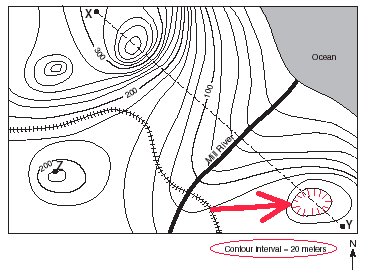 X
300
Ocean
200
100
Mill River
200
Z
Y
Contour interval = 20 meters
N